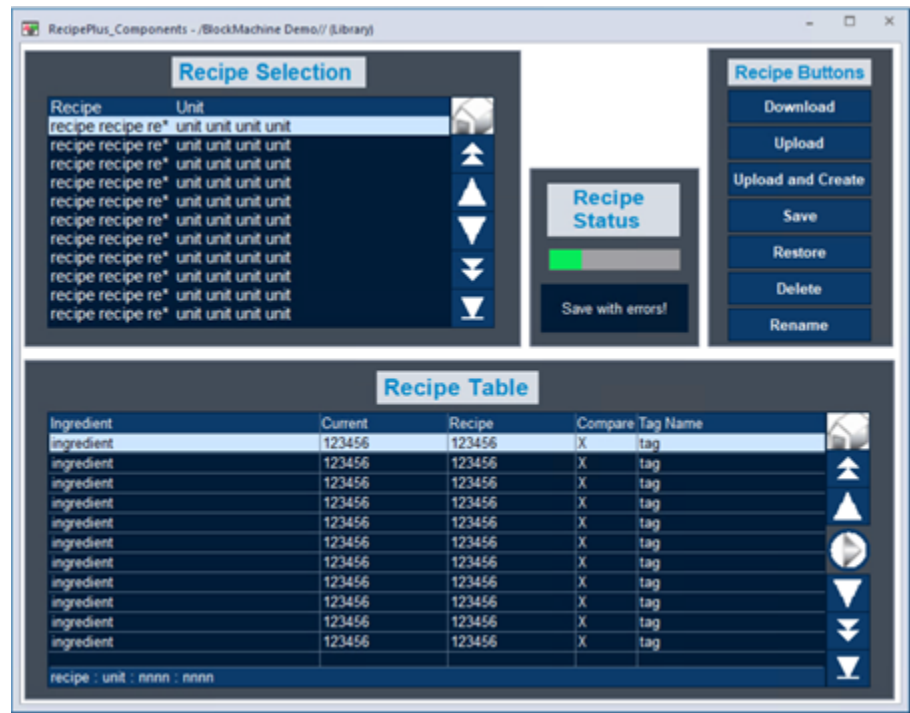 RecipePlus_Components - /BlockMachine Demo// (Library)
Recipe Selection
Recipe Unit
recipe recipe re* unit unit unit unit
recipe recipe re* unit unit unit unit
recipe recipe re* unit unit unit unit
recipe recipe re* unit unit unit unit
recipe recipe re* unit unit unit unit
recipe recipe re* unit unit unit unit
recipe recipe re* unit unit unit unit
recipe recipe re* unit unit unit unit
recipe recipe re* unit unit unit unit
recipe recipe re* unit unit unit unit
recipe recipe re* unit unit unit unit
Recipe
Status
Save with errors!
Recipe Buttons
Download
Upload
Upload and Create
Save
Restore
Delete
Rename
Recipe Table
Ingredient Current Recipe Compare Tag Name
ingredient 123456 123456 X tag
ingredient 123456 123456 X tag
ingredient 123456 123456 X tag
ingredient 123456 123456 X tag
ingredient 123456 123456 X tag
ingredient 123456 123456 X tag
ingredient 123456 123456 X tag
ingredient 123456 123456 X tag
ingredient 123456 123456 X tag
ingredient 123456 123456 X tag
ingredient 123456 123456 X tag
recipe : unit : nnnn : nnnn